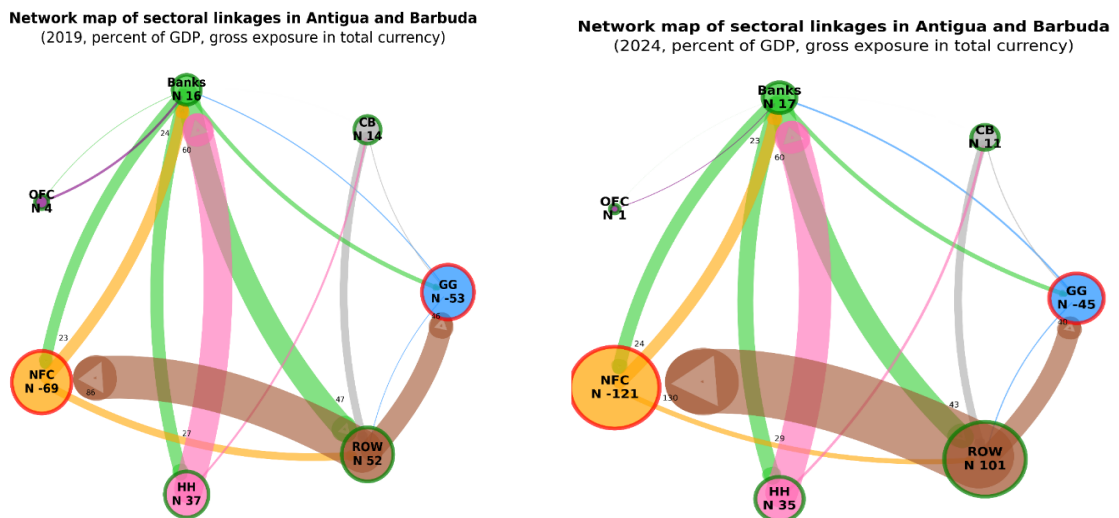 Network map of sectoral linkages in Antigua and Barbuda
(2019, percent of GDP, gross exposure in total currency)
Banks
N 16
CB
N 14
24
60
OFC
N 4
GG
N -53
36
23
NFC
N -69
86
47
27
ROW
N 52
HH
N 37
Network map of sectoral linkages in Antigua and Barbuda
(2024, percent of GDP, gross exposure in total currency)
Banks
N 17
CB
N 11
23
60
OFC
N 1
GG
N -45
24
NFC
N -121
130
43
29
ROW
N 101
HH
N 35